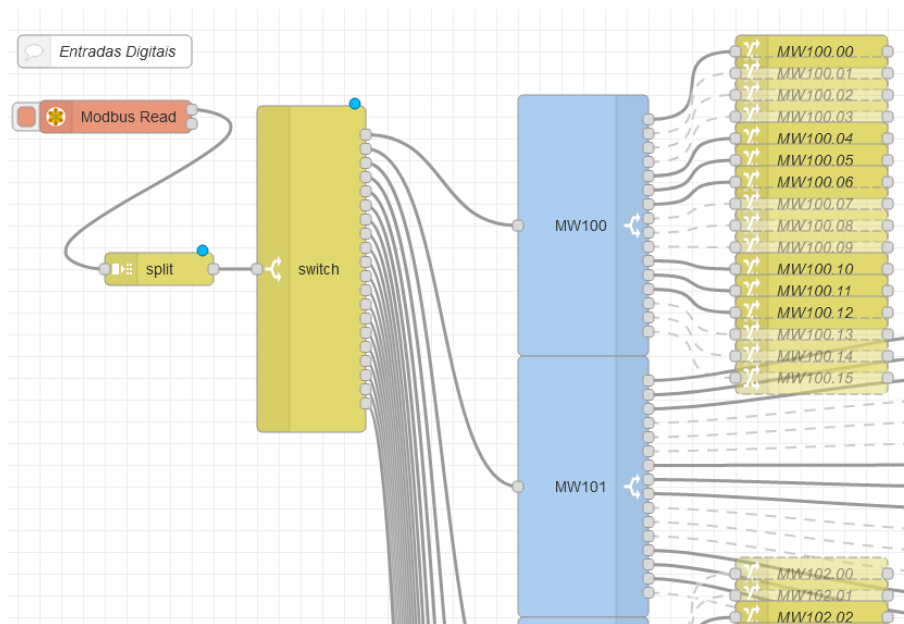 Entradas Digitais
Modbus Read
split
switch
MW100
MW101
MW100.00
MW100.01
MW100.02
MW100.03
MW100.04
MW100.05
MW100.06
MW100.07
MW100.08
MW100.09
MW100.10
MW100.11
MW100.12
MW100.13
MW100.14
MW100.15
MW102.00
MW102.01
MW102.02